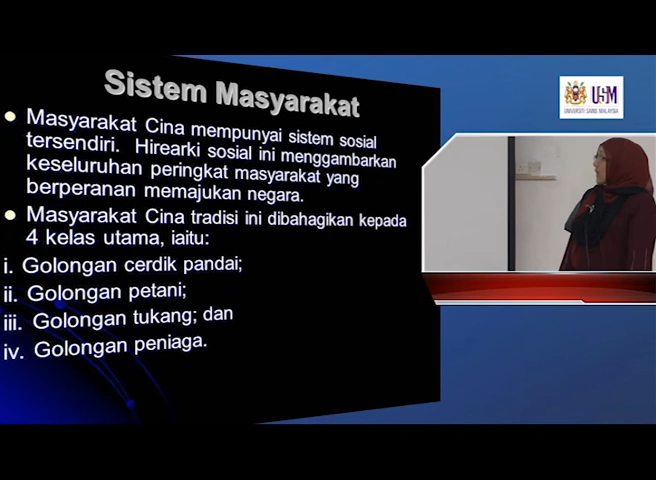 Sistem Masyarakat
USM
UNIVERSITI SAINS MALAYSIA
Masyarakat Cina mempunyai sistem sosial
tersendiri. Hirearki sosial ini menggambarkan
keseluruhan peringkat masyarakat yang
berperanan memajukan negara.
Masyarakat Cina tradisi ini dibahagikan kepada
4 kelas utama, iaitu:
i. Golongan cerdik pandai;
ii. Golongan petani;
iii. Golongan tukang; dan
iv. Golongan peniaga.